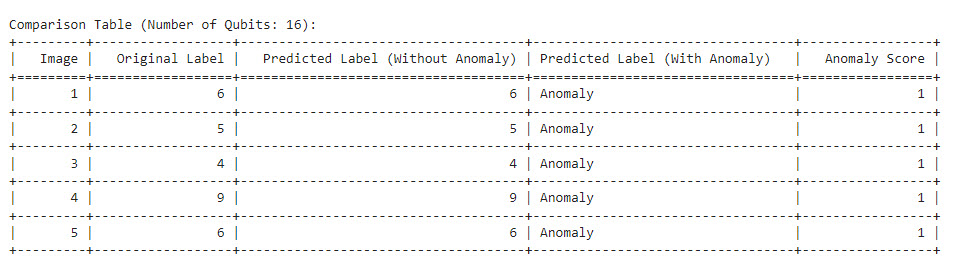 Comparison Table (Number of Qubits: 16):
Image | Original Label | Predicted Label (Without Anomaly) | Predicted Label (With Anomaly) | Anomaly Score
1 | 6 | 6 | Anomaly | 1
2 | 5 | 5 | Anomaly | 1
3 | 4 | 4 | Anomaly | 1
4 | 9 | 9 | Anomaly | 1
5 | 6 | 6 | Anomaly | 1